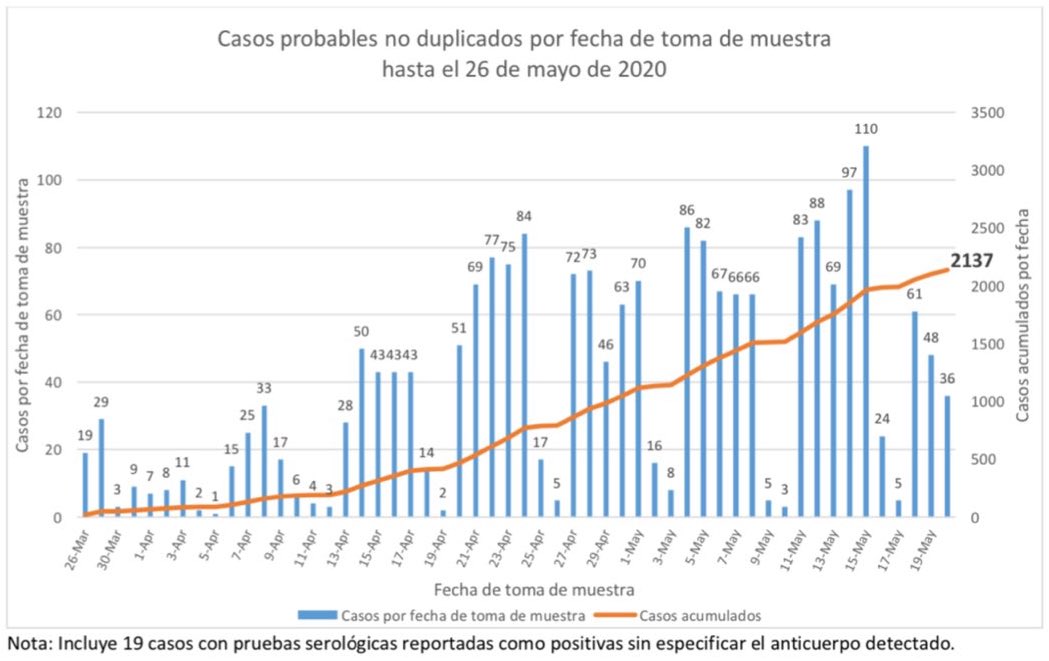 Casos probables no duplicados por fecha de toma de muestra
hasta el 26 de mayo de 2020
Casos por fecha de toma de muestra
120
100
80
60
40
20
0
19
29
3
9
7
8
11
2
1
15
25
33
17
6
4
3
28
50
43
43
43
14
2
51
69
77
75
84
17
5
72
73
46
63
70
16
8
86
82
67
66
66
5
3
83
88
69
97
110
24
5
61
48
36
2137
3500
3000
2500
2000
1500
1000
500
0
Casos acumulados pot fecha
26-Mar
30-Mar
1-Apr
3-Apr
5-Apr
7-Apr
9-Apr
11-Apr
13-Apr
15-Apr
17-Apr
19-Apr
21-Apr
23-Apr
25-Apr
27-Apr
29-Apr
1-May
3-May
5-May
7-May
9-May
11-May
13-May
15-May
17-May
19-May
Fecha de toma de muestra
Casos por fecha de toma de muestra
Casos acumulados
Nota: Incluye 19 casos con pruebas serológicas reportadas como positivas sin especificar el anticuerpo detectado.